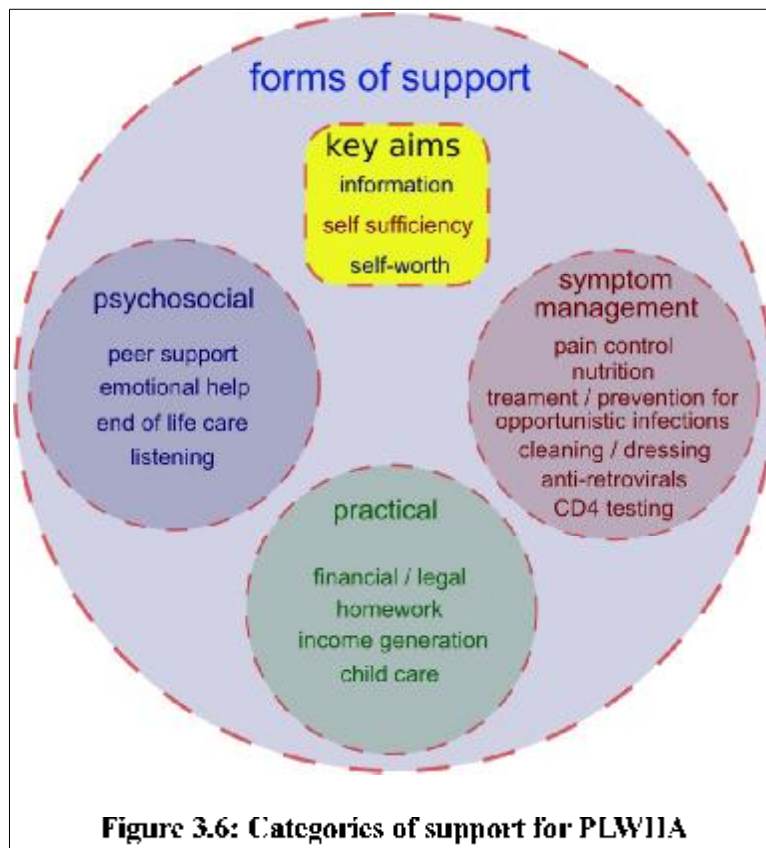 forms of support
key aims
information
self sufficiency
self-worth
psychosocial
peer support
emotional help
end of life care
listening
symptom
management
pain control
nutrition
treament / prevention for
opportunistic infections
cleaning / dressing
anti-retrovirals
CD4 testing
practical
financial / legal
homework
income generation
child care
Figure 3.6: Categories of support for PLWHA